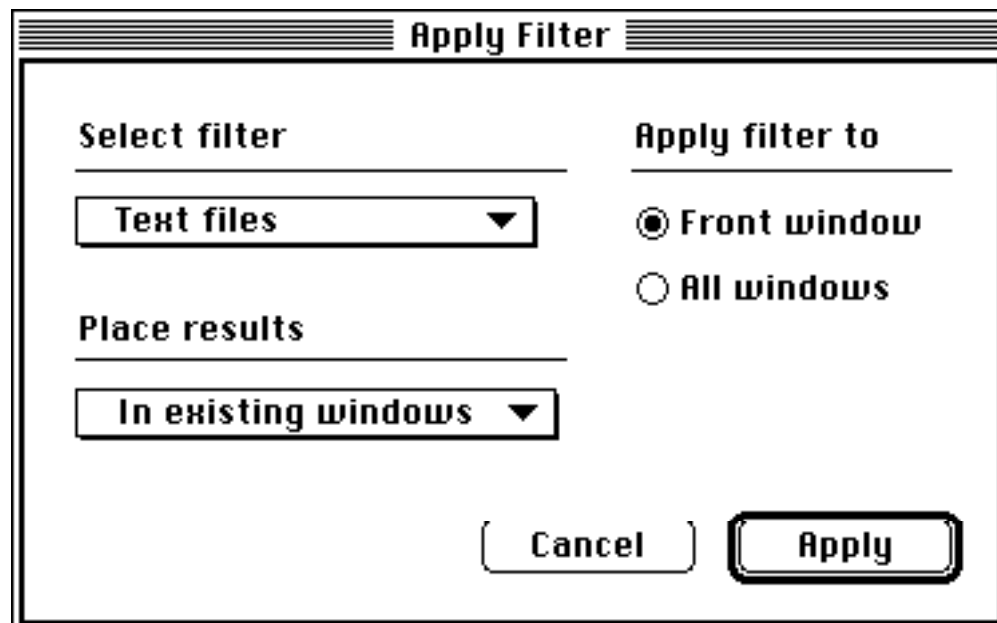 Apply Filter
Select filter
Text files
Place results
In existing windows
Apply filter to
Front window
All windows
Cancel
Apply